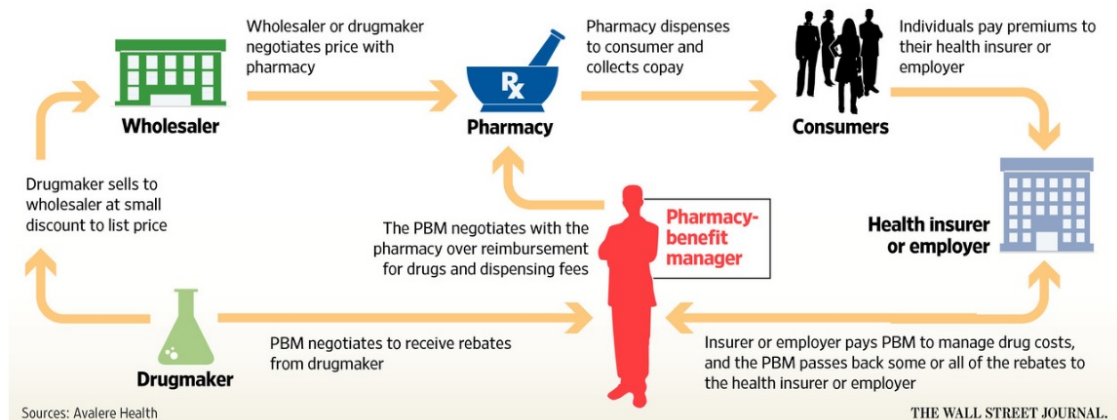 Wholesaler or drugmaker
negotiates price with
pharmacy
Pharmacy dispenses
to consumer and
collects copay
Individuals pay premiums to
their health insurer or
employer
Wholesaler
Rx
Pharmacy
Consumers
Drugmaker sells to
wholesaler at small
discount to list price
The PBM negotiates with the
pharmacy over reimbursement
for drugs and dispensing fees
Pharmacy-
benefit
manager
Health insurer
or employer
PBM negotiates to receive rebates
from drugmaker
Drugmaker
Insurer or employer pays PBM to manage drug costs,
and the PBM passes back some or all of the rebates to
the health insurer or employer
Sources: Avalere Health
THE WALL STREET JOURNAL.